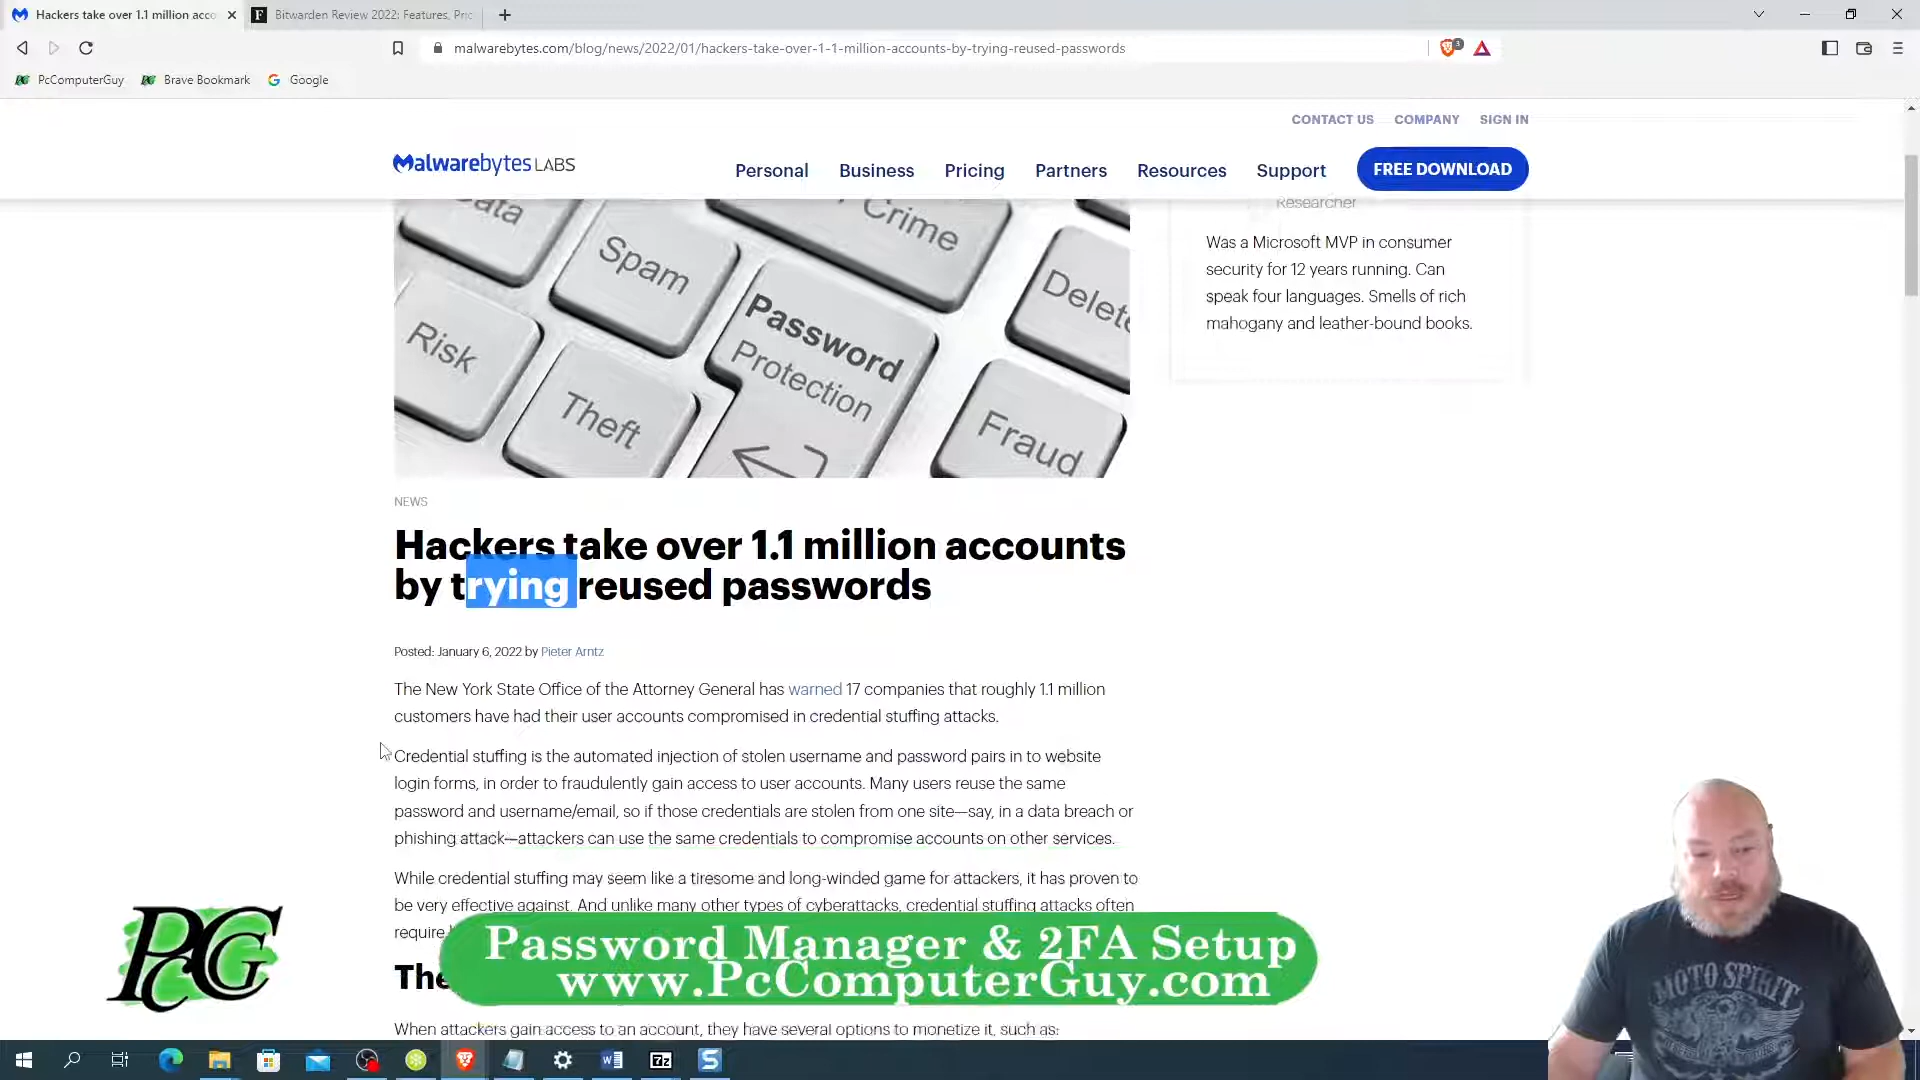 Hackers take over 1.1 million acco
Bitwarden Review 2022: Features, Pric
malwarebytes.com/blog/news/2022/01/hackers-take-over-1-1-million-accounts-by-trying-reused-passwords
3
PcComputerGuy
Brave Bookmark
Google
CONTACT US
COMPANY
SIGN IN
Malwarebytes LABS
Personal
Business
Pricing
Partners
Resources
Support
FREE DOWNLOAD
Data
Crime
Spam
Delete
Risk
Password
Protection
Theft
Fraud
Researcher
Was a Microsoft MVP in consumer
security for 12 years running. Can
speak four languages. Smells of rich
mahogany and leather-bound books.
NEWS
Hackers take over 1.1 million accounts
by trying reused passwords
Posted: January 6, 2022 by Pieter Arntz
The New York State Office of the Attorney General has warned 17 companies that roughly 1.1 million
customers have had their user accounts compromised in credential stuffing attacks.
Credential stuffing is the automated injection of stolen username and password pairs in to website
login forms, in order to fraudulently gain access to user accounts. Many users reuse the same
password and username/email, so if those credentials are stolen from one site—say, in a data breach or
phishing attack—attackers can use the same credentials to compromise accounts on other services.
While credential stuffing may seem like a tiresome and long-winded game for attackers, it has proven to
be very effective against. And unlike many other types of cyberattacks, credential stuffing attacks often
require
The
When attackers gain access to an account, they have several options to monetize it, such as:
PCG
Password Manager & 2FA Setup
www.PcComputerGuy.com
MOTO SPIRIT
7z